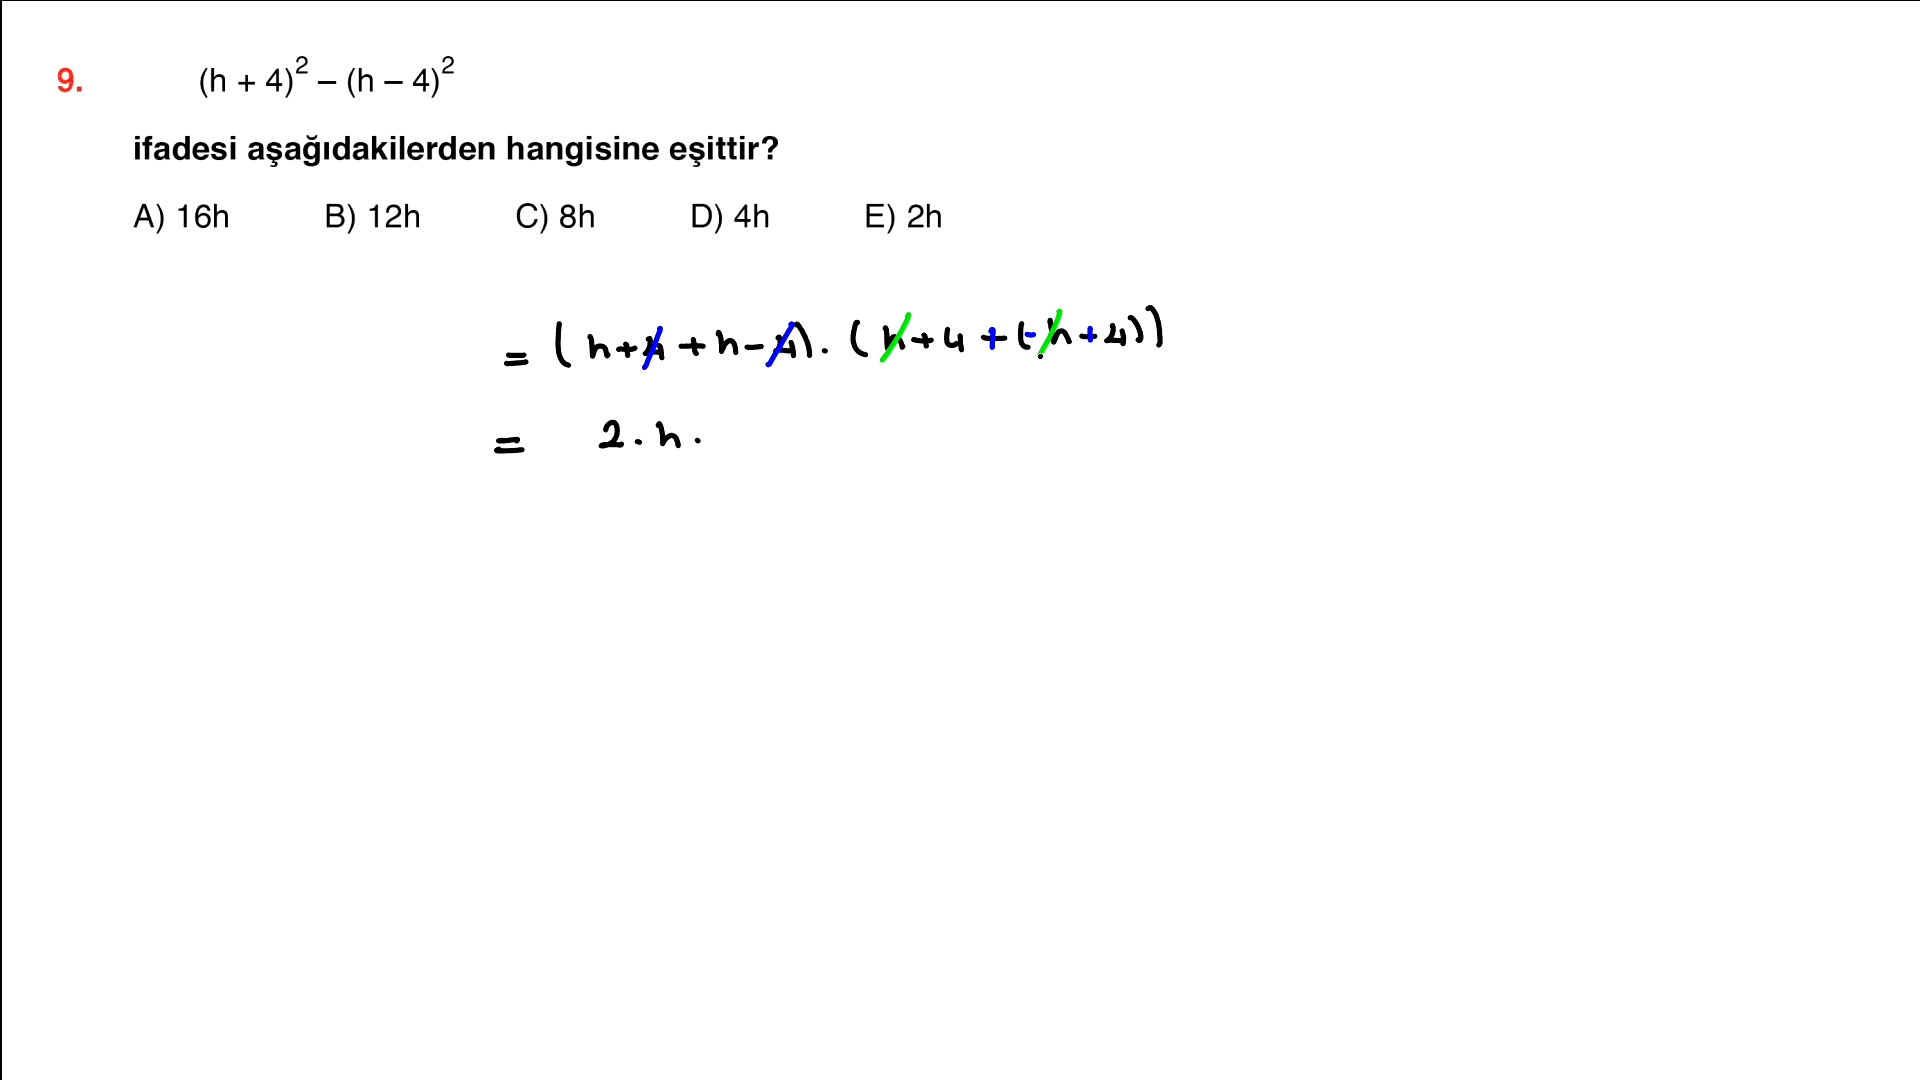 9. (h + 4)² – (h – 4)²
ifadesi aşağıdakilerden hangisine eşittir?
A) 16h B) 12h C) 8h D) 4h E) 2h
= (h+4+h-4).(h+4+(-h+4))
= 2.h.